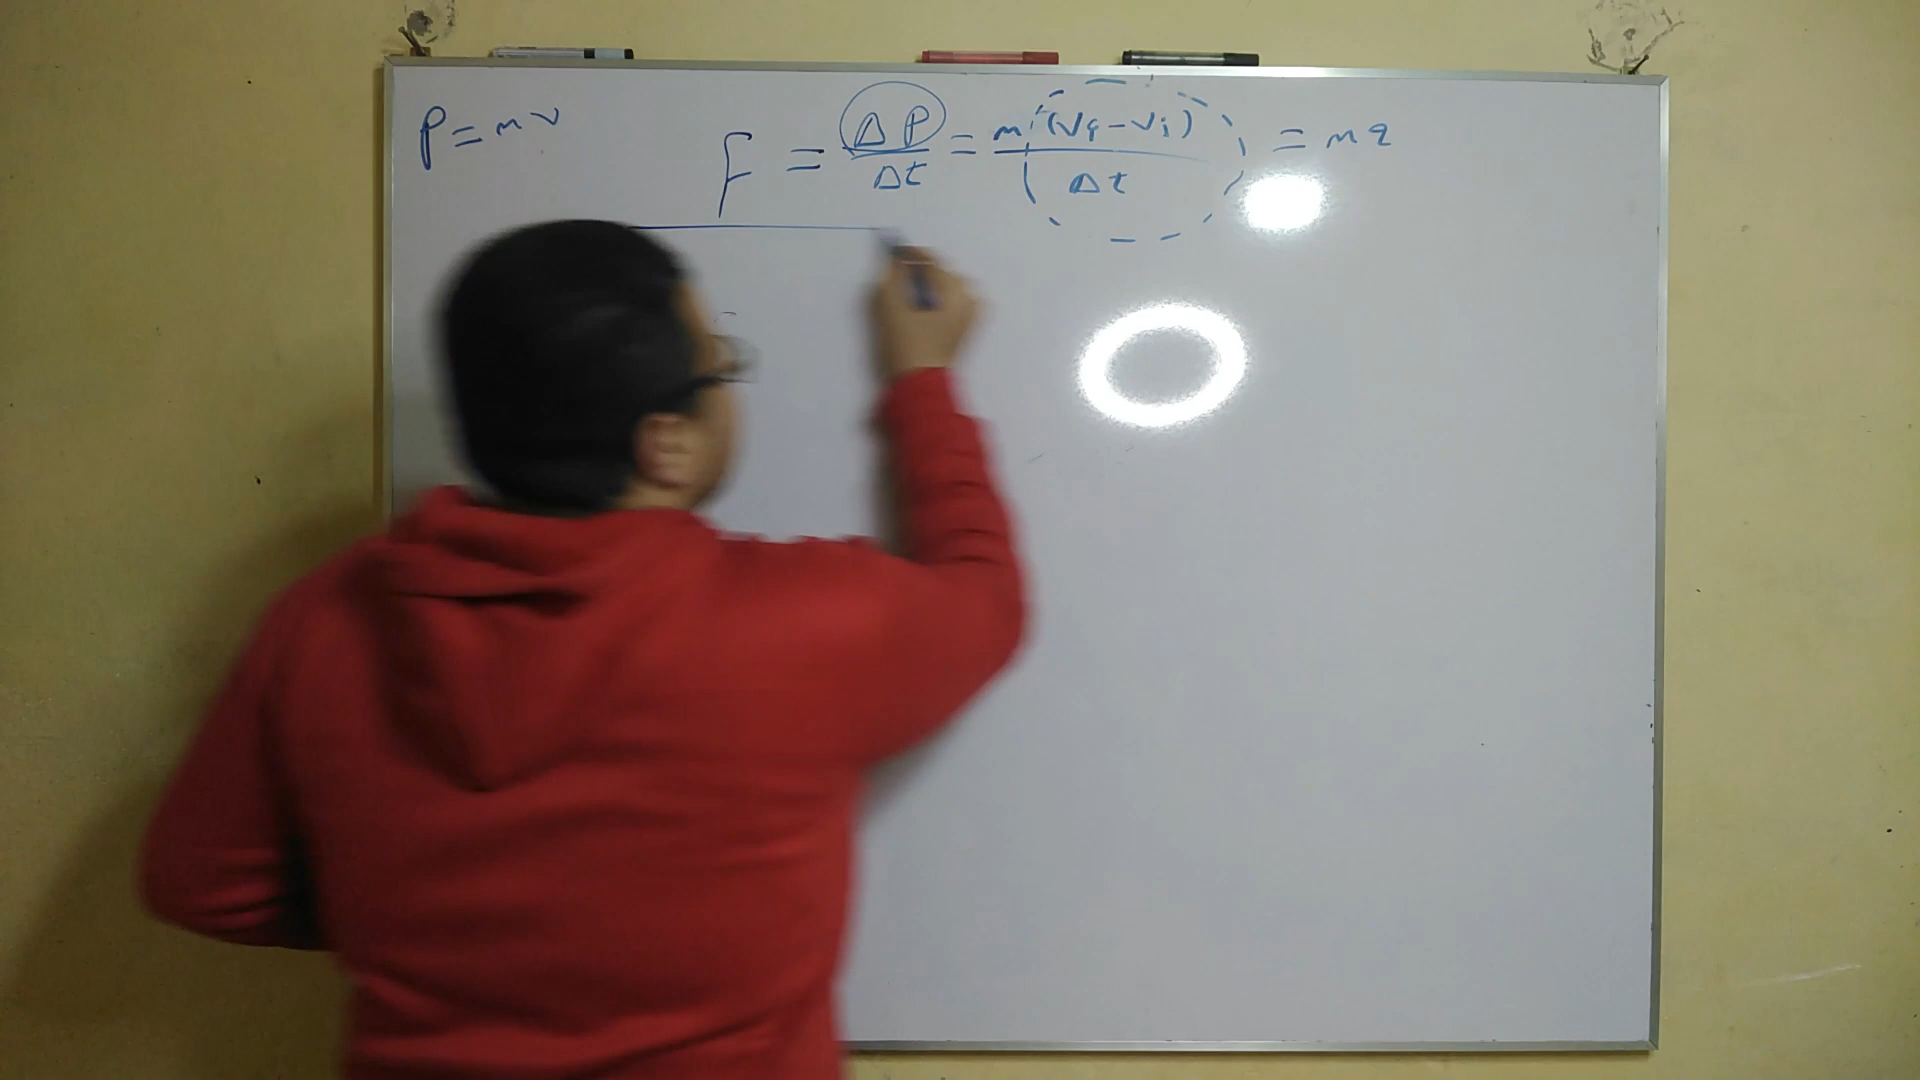 P = mv
F = ΔP/Δt = m(vf - vi)/Δt = ma